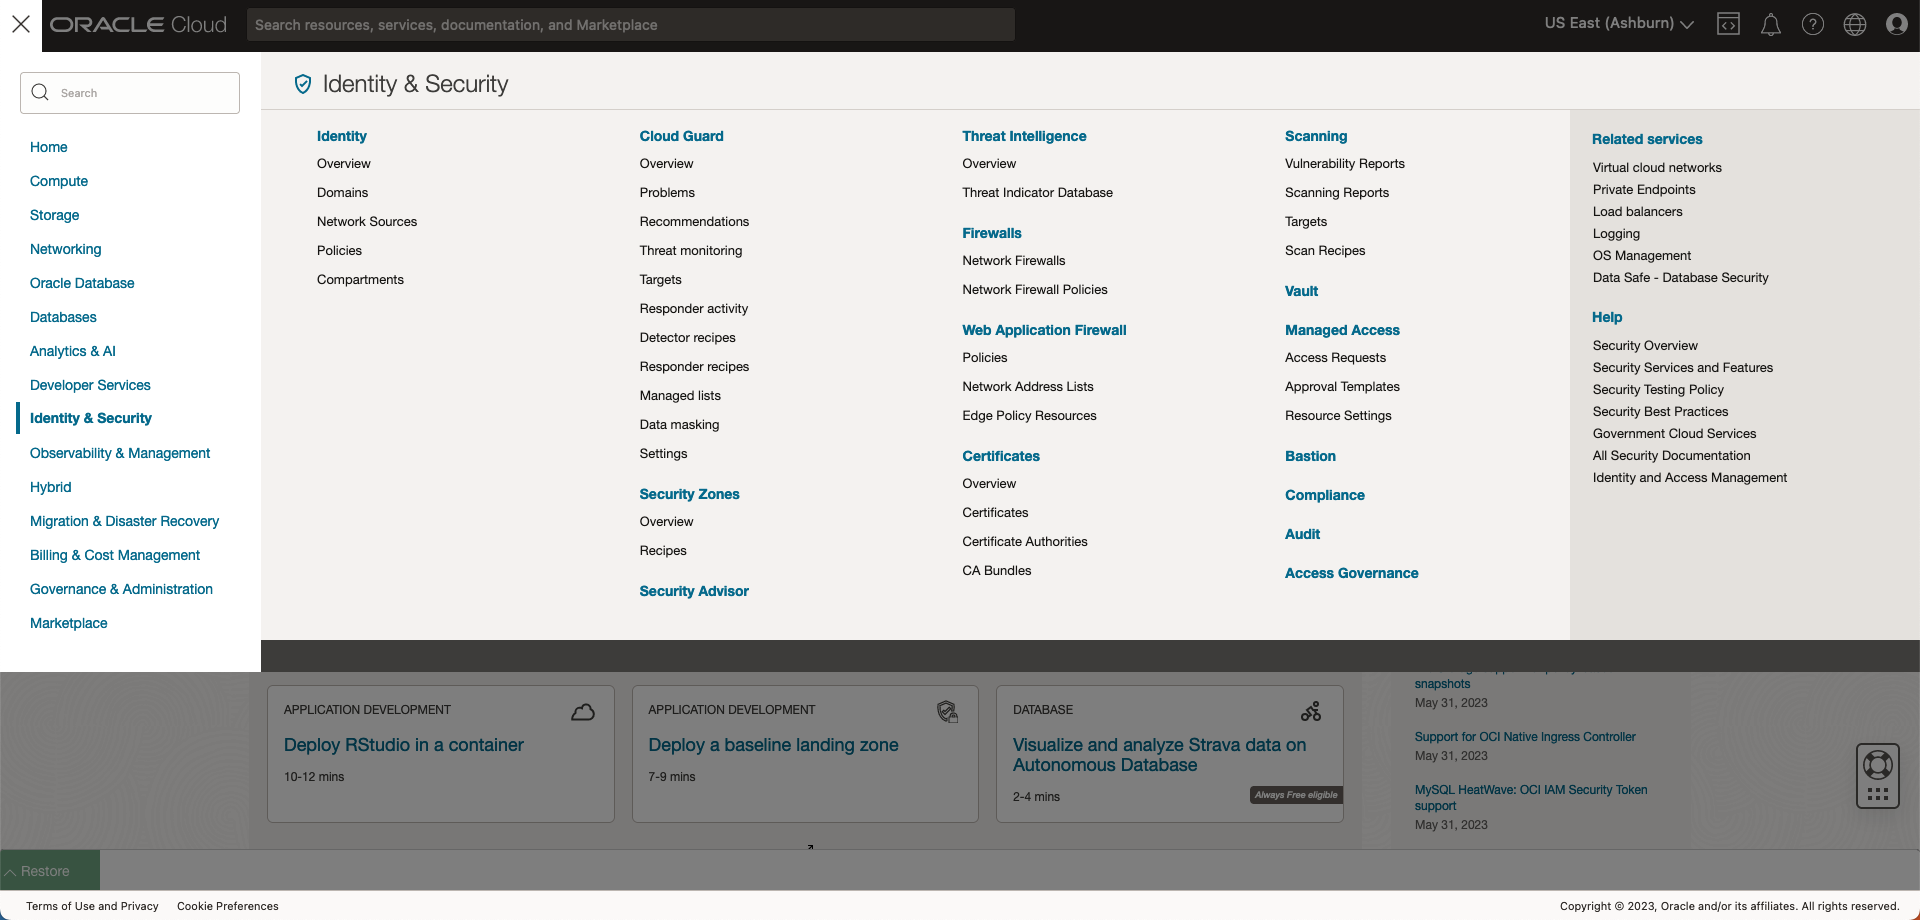 ORACLE Cloud
Search resources, services, documentation, and Marketplace
US East (Ashburn)
Search
Home
Compute
Storage
Networking
Oracle Database
Databases
Analytics & AI
Developer Services
Identity & Security
Observability & Management
Hybrid
Migration & Disaster Recovery
Billing & Cost Management
Governance & Administration
Marketplace
Identity & Security
Identity
Overview
Domains
Network Sources
Policies
Compartments
Cloud Guard
Overview
Problems
Recommendations
Threat monitoring
Targets
Responder activity
Detector recipes
Responder recipes
Managed lists
Data masking
Settings
Security Zones
Overview
Recipes
Security Advisor
Threat Intelligence
Overview
Threat Indicator Database
Firewalls
Network Firewalls
Network Firewall Policies
Web Application Firewall
Policies
Network Address Lists
Edge Policy Resources
Certificates
Overview
Certificates
Certificate Authorities
CA Bundles
Scanning
Vulnerability Reports
Scanning Reports
Targets
Scan Recipes
Vault
Managed Access
Access Requests
Approval Templates
Resource Settings
Bastion
Compliance
Audit
Access Governance
Related services
Virtual cloud networks
Private Endpoints
Load balancers
Logging
OS Management
Data Safe - Database Security
Help
Security Overview
Security Services and Features
Security Testing Policy
Security Best Practices
Government Cloud Services
All Security Documentation
Identity and Access Management
APPLICATION DEVELOPMENT
Deploy RStudio in a container
10-12 mins
APPLICATION DEVELOPMENT
Deploy a baseline landing zone
7-9 mins
DATABASE
Visualize and analyze Strava data on
Autonomous Database
2-4 mins
Always Free eligible
snapshots
May 31, 2023
Support for OCI Native Ingress Controller
May 31, 2023
MySQL HeatWave: OCI IAM Security Token
support
May 31, 2023
Restore
Terms of Use and Privacy
Cookie Preferences
Copyright © 2023, Oracle and/or its affiliates. All rights reserved.